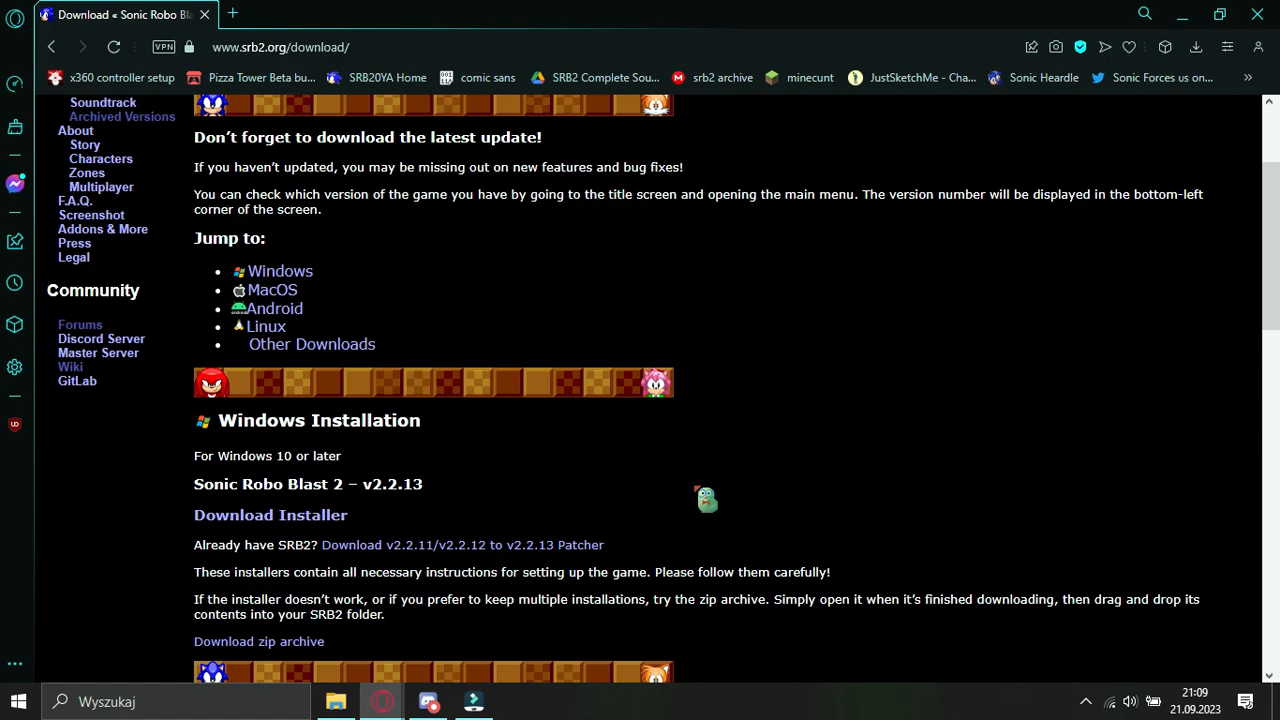 Download « Sonic Robo Bla
www.srb2.org/download/
VPN
x360 controller setup
Pizza Tower Beta bu...
SRB20YA Home
comic sans
SRB2 Complete Sou...
srb2 archive
minecunt
JustSketchMe - Cha...
Sonic Heardle
Sonic Forces us on...
Soundtrack
Archived Versions
About
Story
Characters
Zones
Multiplayer
F.A.Q.
Screenshot
Addons & More
Press
Legal
Community
Forums
Discord Server
Master Server
Wiki
GitLab
Don't forget to download the latest update!
If you haven't updated, you may be missing out on new features and bug fixes!
You can check which version of the game you have by going to the title screen and opening the main menu. The version number will be displayed in the bottom-left
corner of the screen.
Jump to:
Windows
MacOS
Android
Linux
Other Downloads
Windows Installation
For Windows 10 or later
Sonic Robo Blast 2 – v2.2.13
Download Installer
Already have SRB2? Download v2.2.11/v2.2.12 to v2.2.13 Patcher
These installers contain all necessary instructions for setting up the game. Please follow them carefully!
If the installer doesn't work, or if you prefer to keep multiple installations, try the zip archive. Simply open it when it's finished downloading, then drag and drop its
contents into your SRB2 folder.
Download zip archive
Wyszukaj
21:09
21.09.2023